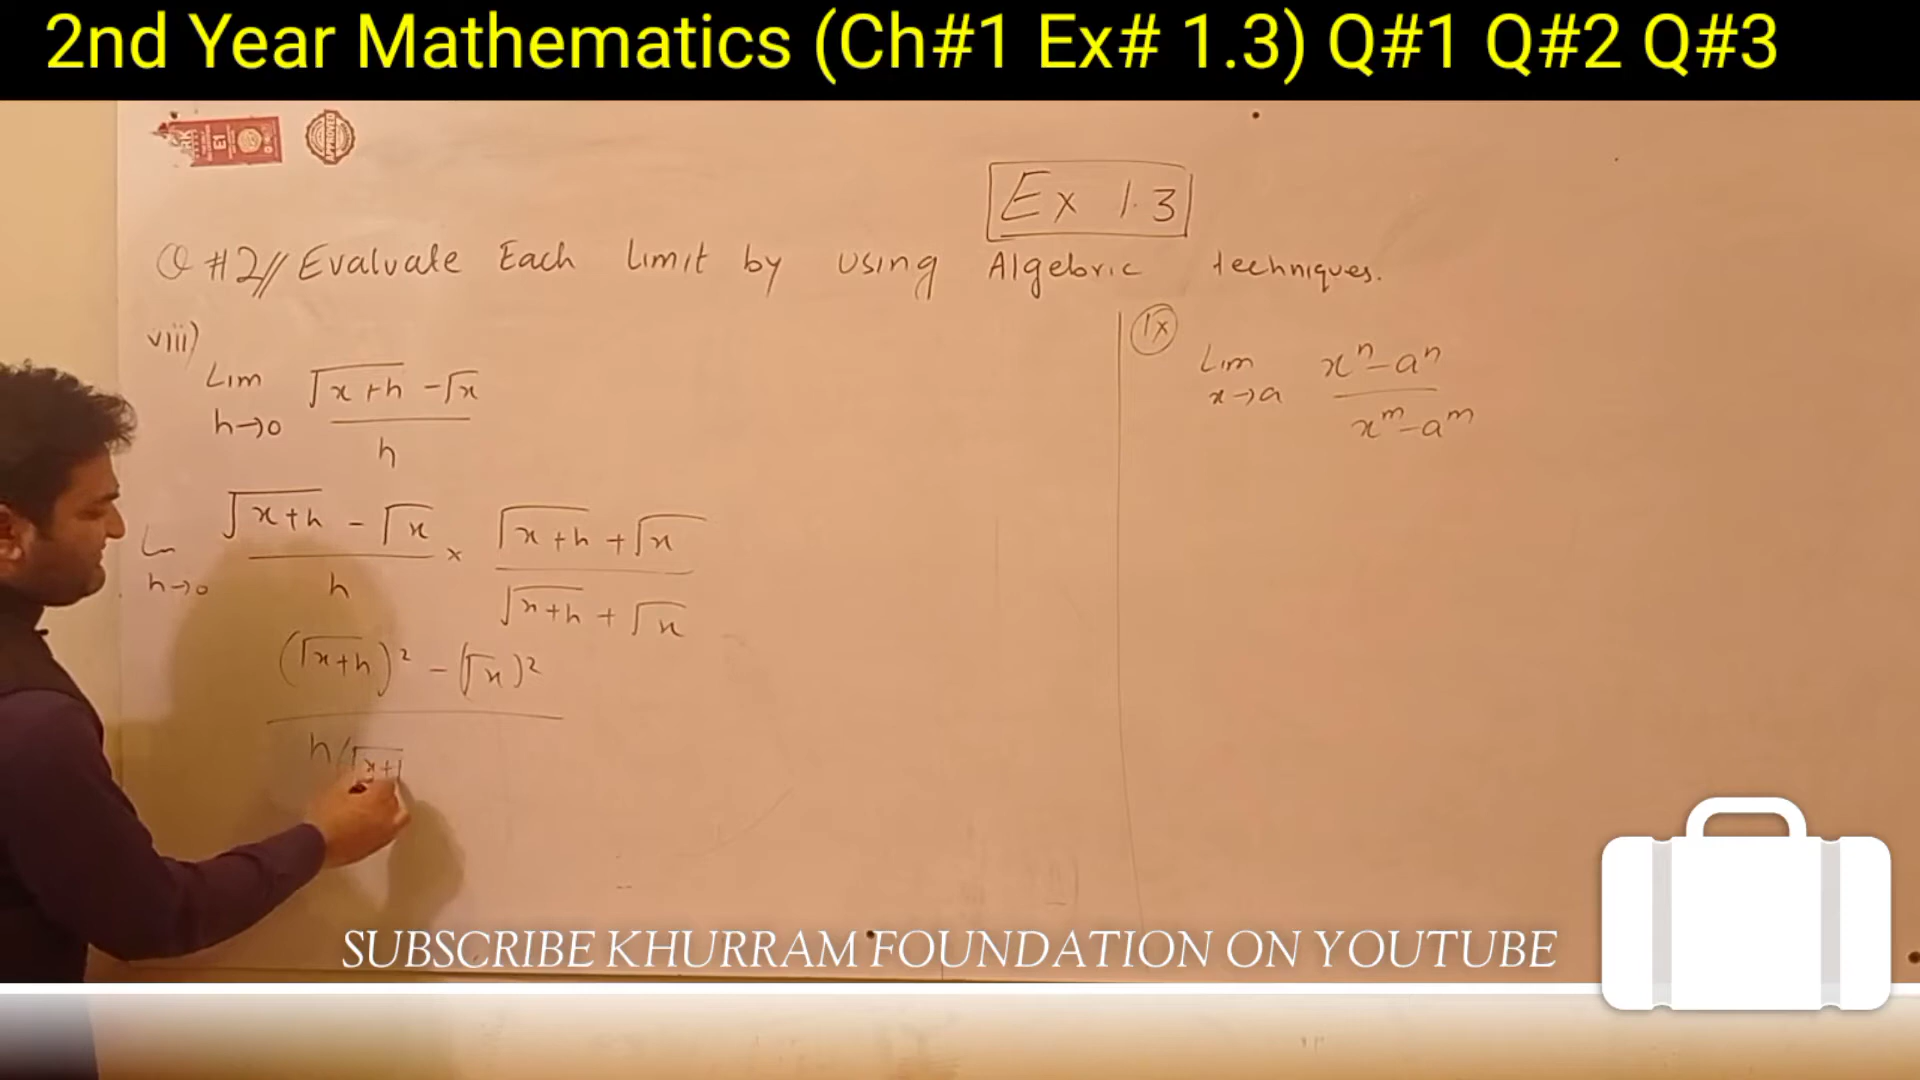 2nd Year Mathematics (Ch#1 Ex# 1.3) Q#1 Q#2 Q#3
E1
APPROVED
Ex 1.3
Q #2// Evaluate Each Limit by using Algebric techniques.
viii)
Lim h→0 (√(x+h) - √x) / h
L h→0 (√(x+h) - √x) / h × (√(x+h) + √x) / (√(x+h) + √x)
(√(x+h))² - (√x)²
h(√x+
ix
Lim x→a (xⁿ - aⁿ) / (xᵐ - aᵐ)
SUBSCRIBE KHURRAM FOUNDATION ON YOUTUBE